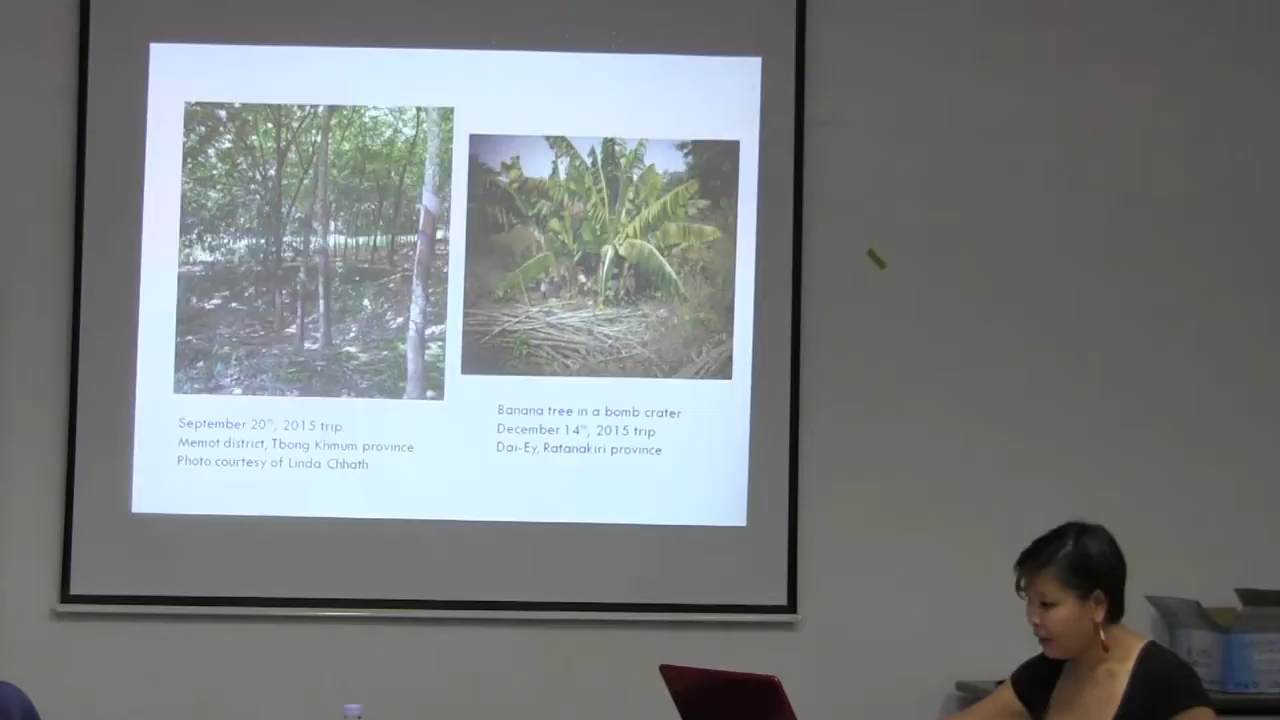 September 20th, 2015 trip
Memot district, Tbong Khmum province
Photo courtesy of Linda Chhath
Banana tree in a bomb crater
December 14th, 2015 trip
Dai-Ey, Ratanakiri province